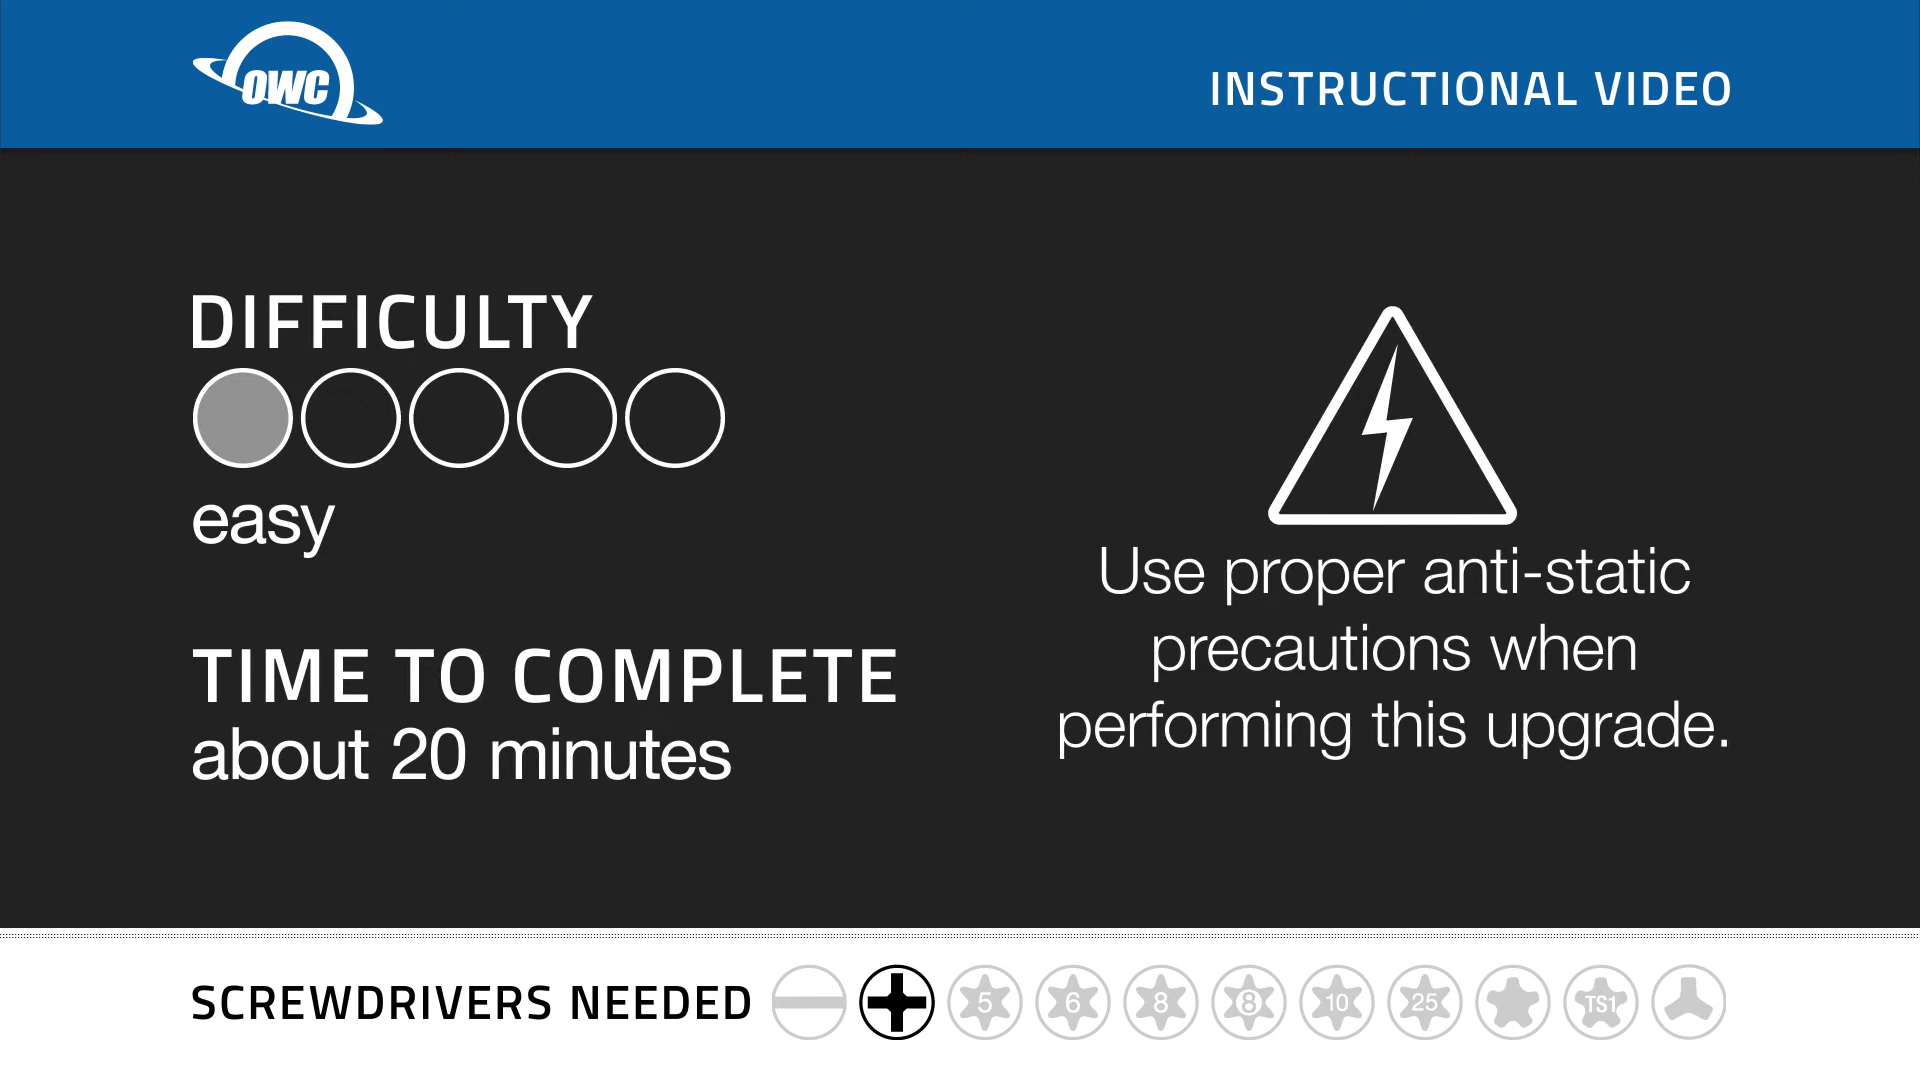 OWC
INSTRUCTIONAL VIDEO
DIFFICULTY
easy
TIME TO COMPLETE
about 20 minutes
Use proper anti-static
precautions when
performing this upgrade.
SCREWDRIVERS NEEDED 5 6 8 8 10 25 TS1